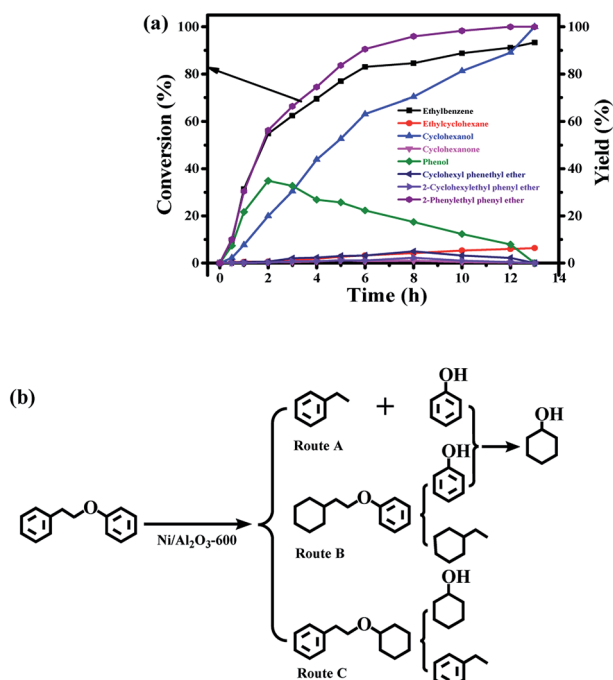 (a)
100
80
60
40
20
0
Conversion (%)
100
80
60
40
20
0
Yield (%)
Ethylbenzene
Ethylcyclohexane
Cyclohexanol
Cyclohexanone
Phenol
Cyclohexyl phenethyl ether
2-Cyclohexylethyl phenyl ether
2-Phenylethyl phenyl ether
0 2 4 6 8 10 12 14
Time (h)
(b)
OH
+
Route A
OH
OH
O
O
Ni/Al₂O₃-600
Route B
OH
O
Route C